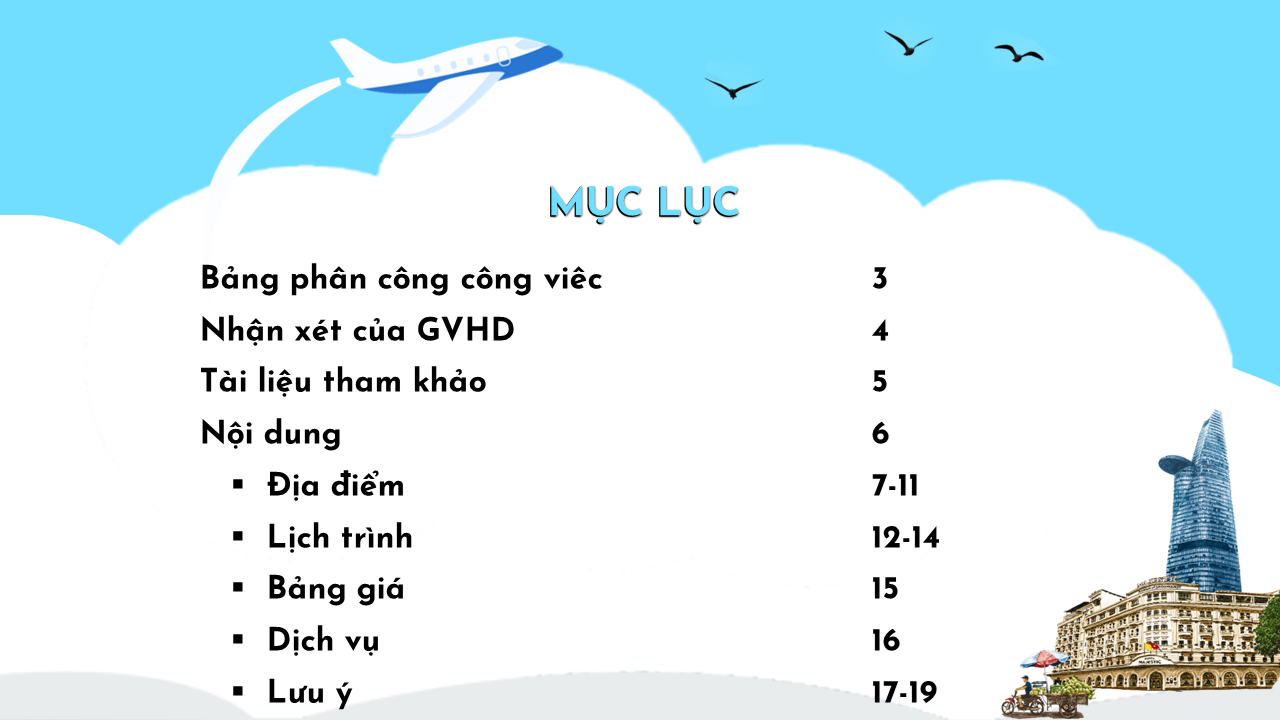 MỤC LỤC
Bảng phân công công viêc 3
Nhận xét của GVHD 4
Tài liệu tham khảo 5
Nội dung 6
▪ Địa điểm 7-11
▪ Lịch trình 12-14
▪ Bảng giá 15
▪ Dịch vụ 16
▪ Lưu ý 17-19
MAJESTIC